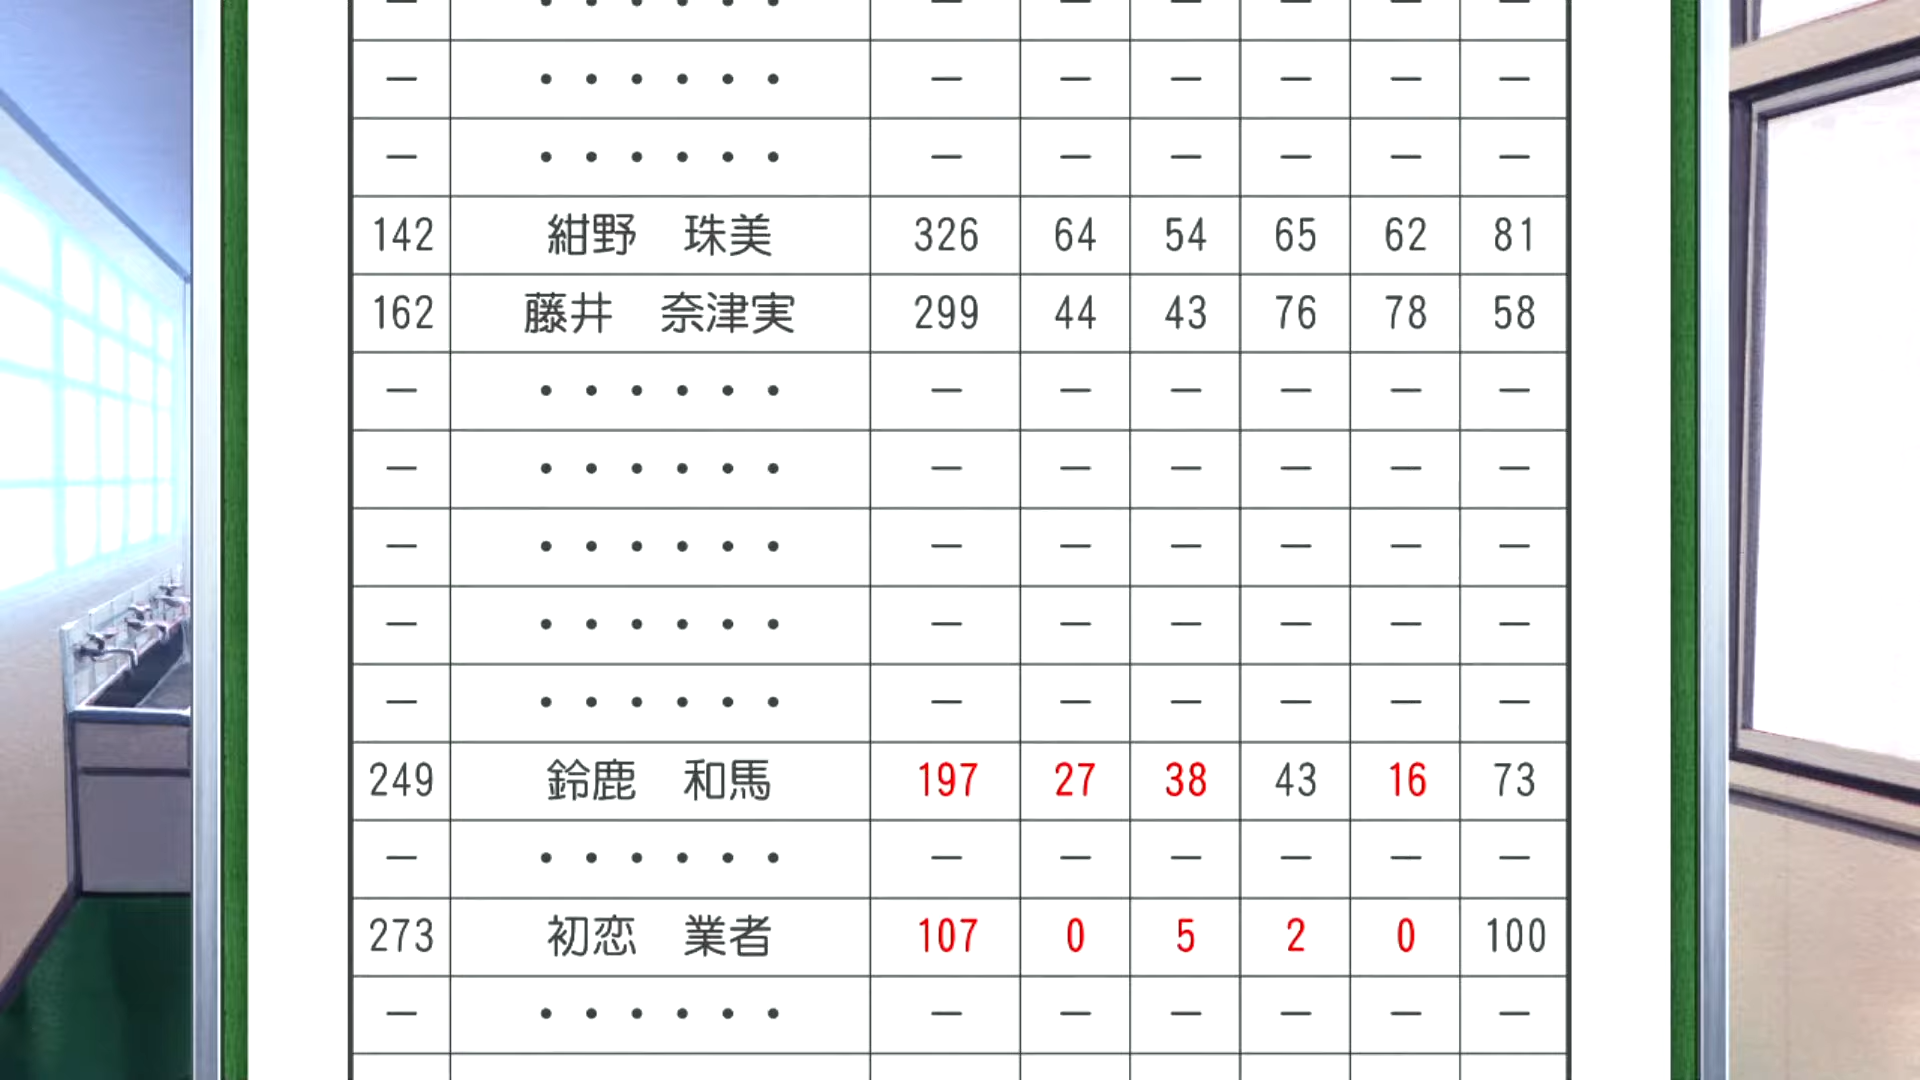 — ・・・・・・ — — — — — —
— ・・・・・・ — — — — — —
— ・・・・・・ — — — — — —
142 紺野　珠美 326 64 54 65 62 81
162 藤井　奈津実 299 44 43 76 78 58
— ・・・・・・ — — — — — —
— ・・・・・・ — — — — — —
— ・・・・・・ — — — — — —
— ・・・・・・ — — — — — —
— ・・・・・・ — — — — — —
249 鈴鹿　和馬 197 27 38 43 16 73
— ・・・・・・ — — — — — —
273 初恋　業者 107 0 5 2 0 100
— ・・・・・・ — — — — — —